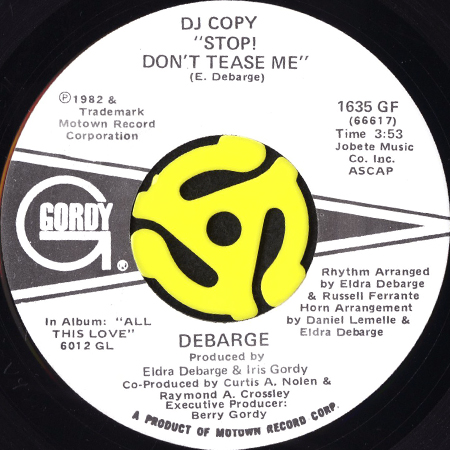 DJ COPY
"STOP!
DON'T TEASE ME"
(E. Debarge)
℗1982 &
Trademark
Motown Record
Corporation
1635 GF
(66617)
Time 3:53
Jobete Music
Co. Inc.
ASCAP
GORDY
G®
Rhythm Arranged
by Eldra Debarge
& Russell Ferrante
Horn Arrangement
by Daniel Lemelle &
Eldra Debarge
In Album: "ALL
THIS LOVE"
6012 GL
DEBARGE
Produced by
Eldra Debarge & Iris Gordy
Co-Produced by Curtis A. Nolen &
Raymond A. Crossley
Executive Producer:
Berry Gordy
A PRODUCT OF MOTOWN RECORD CORP.